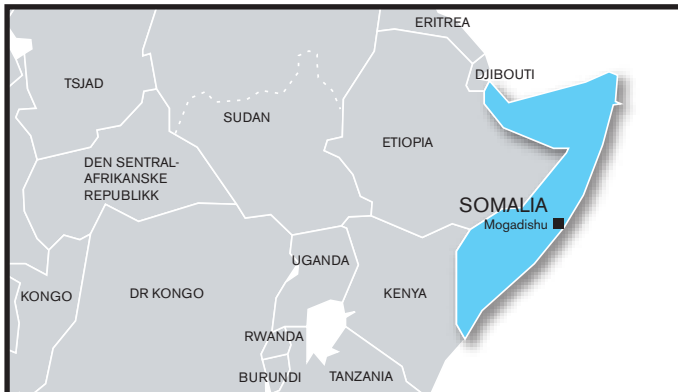 ERITREA
DJIBOUTI
TSJAD
SUDAN
ETIOPIA
DEN SENTRAL-
AFRIKANSKE
REPUBLIKK
SOMALIA
Mogadishu
UGANDA
KONGO
DR KONGO
KENYA
RWANDA
BURUNDI
TANZANIA